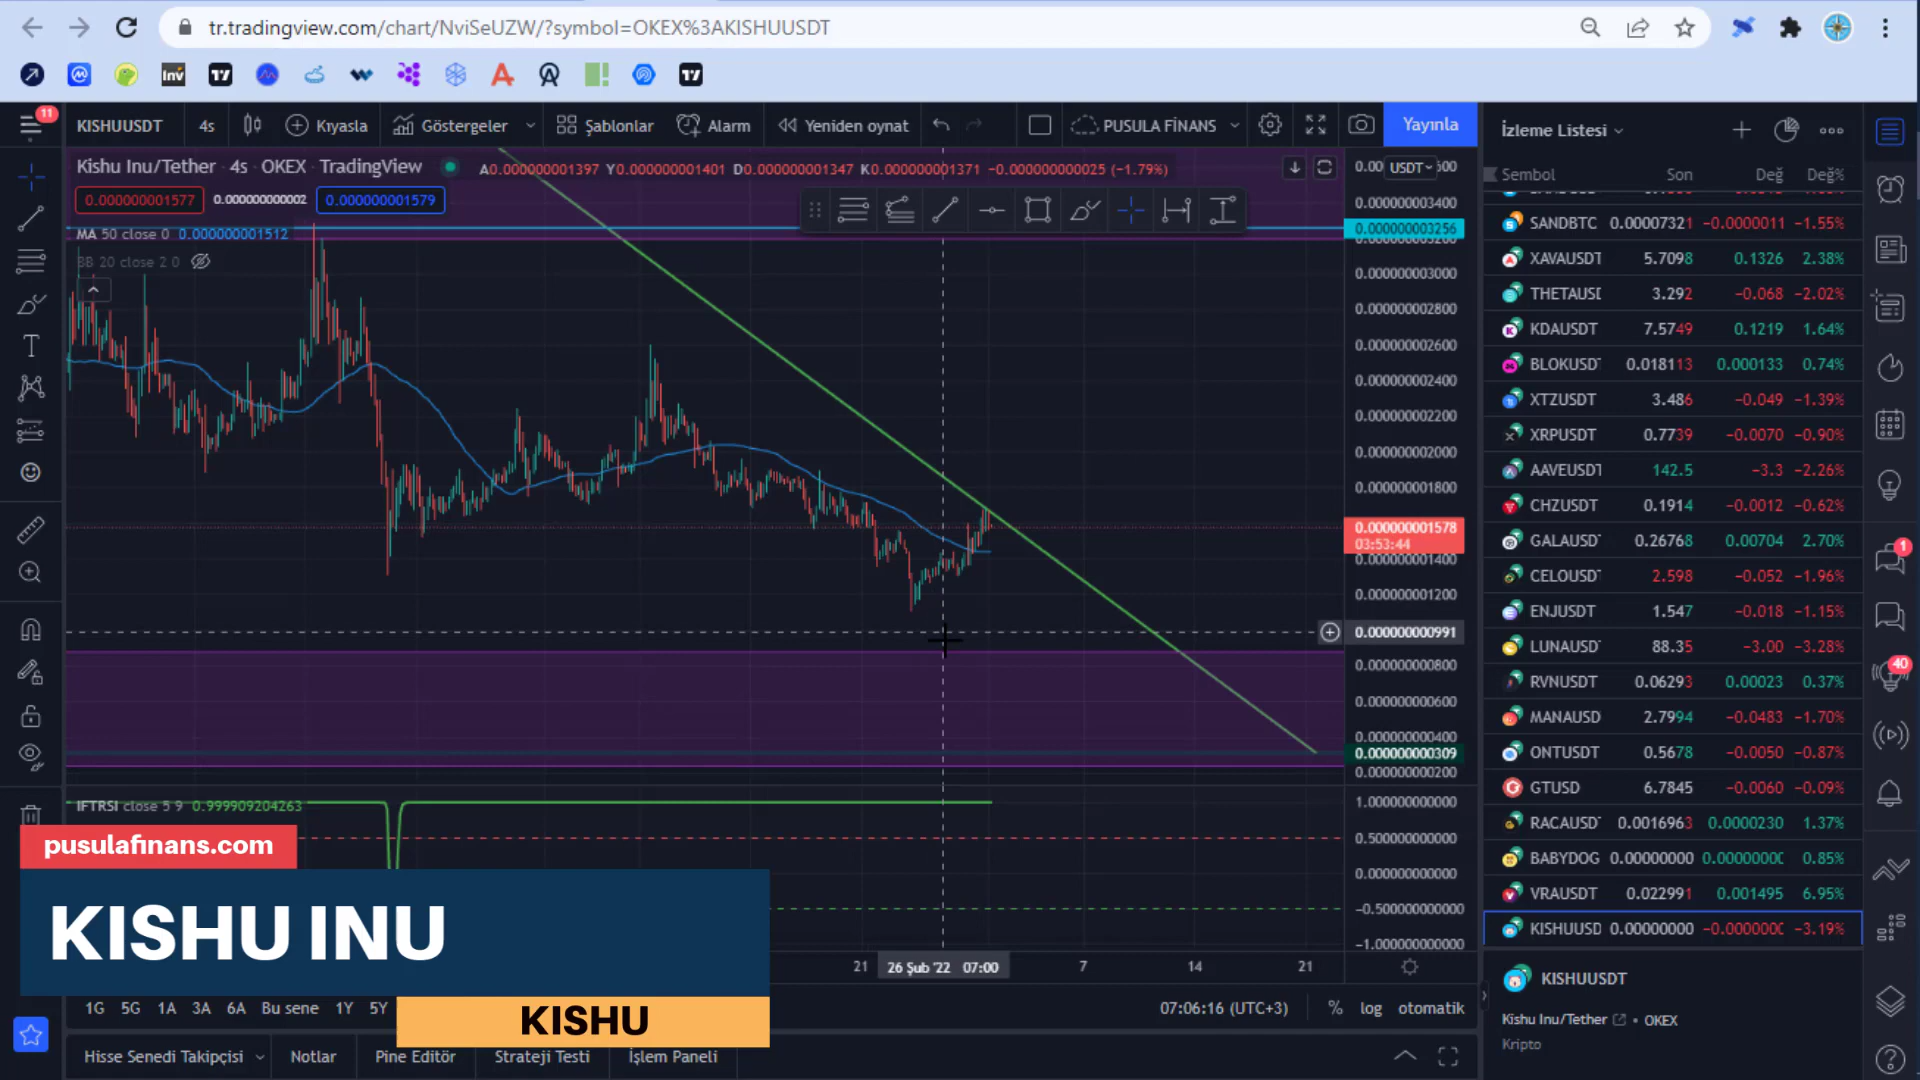 tr.tradingview.com/chart/NviSeUZW/?symbol=OKEX%3AKISHUUSDT
11
KISHUUSDT 4s Kıyasla Göstergeler Şablonlar Alarm Yeniden oynat PUSULA FİNANS Yayınla
Kishu Inu/Tether · 4s · OKEX · TradingView A0.000000001397 Y0.000000001401 D0.000000001347 K0.000000001371 −0.000000000025 (−1.79%)
0.000000001577 0.000000000002 0.000000001579
MA 50 close 0 0.000000001512
BB 20 close 2 0
USDT
0.000000003400
0.000000003256
0.000000003000
0.000000002800
0.000000002600
0.000000002400
0.000000002200
0.000000002000
0.000000001800
0.000000001578
03:53:44
0.000000001400
0.000000001200
0.000000000991
0.000000000800
0.000000000600
0.000000000400
0.000000000309
0.000000000200
IFTRSI close 5 9 0.999909204263
1.000000000000
0.500000000000
0.000000000000
−0.500000000000
−1.000000000000
21 26 Şub '22 07:00 7 14 21
pusulafinans.com
KISHU INU
KISHU
1G 5G 1A 3A 6A Bu sene 1Y 5Y
07:06:16 (UTC+3) % log otomatik
Hisse Senedi Takipçisi Notlar Pine Editör Strateji Testi İşlem Paneli
İzleme Listesi
Sembol Son Değ Değ%
SANDBTC 0.00007321 −0.0000011 −1.55%
XAVAUSDT 5.7098 0.1326 2.38%
THETAUSD 3.292 −0.068 −2.02%
KDAUSDT 7.5749 0.1219 1.64%
BLOKUSDT 0.018113 0.000133 0.74%
XTZUSDT 3.486 −0.049 −1.39%
XRPUSDT 0.7739 −0.0070 −0.90%
AAVEUSDT 142.5 −3.3 −2.26%
CHZUSDT 0.1914 −0.0012 −0.62%
GALAUSDT 0.26768 0.00704 2.70%
CELOUSDT 2.598 −0.052 −1.96%
ENJUSDT 1.547 −0.018 −1.15%
LUNAUSDT 88.35 −3.00 −3.28%
RVNUSDT 0.06293 0.00023 0.37%
MANAUSD 2.7994 −0.0483 −1.70%
ONTUSDT 0.5678 −0.0050 −0.87%
GTUSD 6.7845 −0.0060 −0.09%
RACAUSD 0.0016963 0.0000230 1.37%
BABYDOG 0.00000000 0.0000000 0.85%
VRAUSDT 0.022991 0.001495 6.95%
KISHUUSD 0.00000000 −0.000000 −3.19%
KISHUUSDT
Kishu Inu/Tether • OKEX
Kripto
1
40